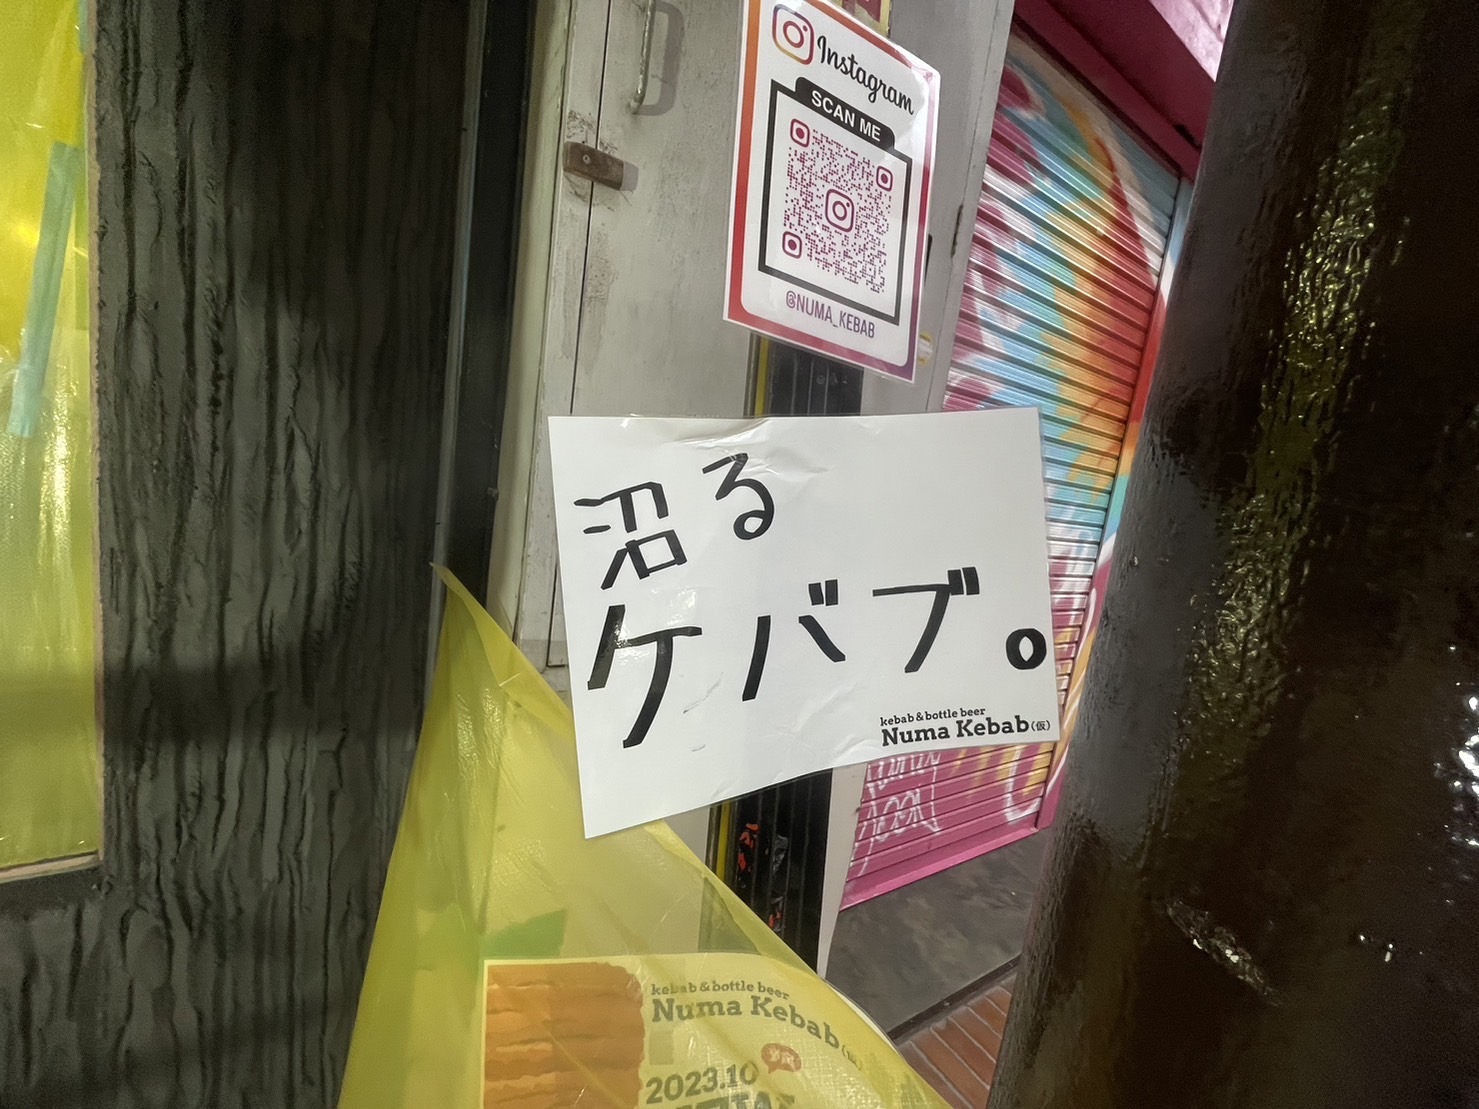 Instagram
SCAN ME
@NUMA_KEBAB
沼る
ケバブ。
kebab & bottle beer
Numa Kebab(仮)
kebab & bottle beer
Numa Kebab(仮)
2023.10